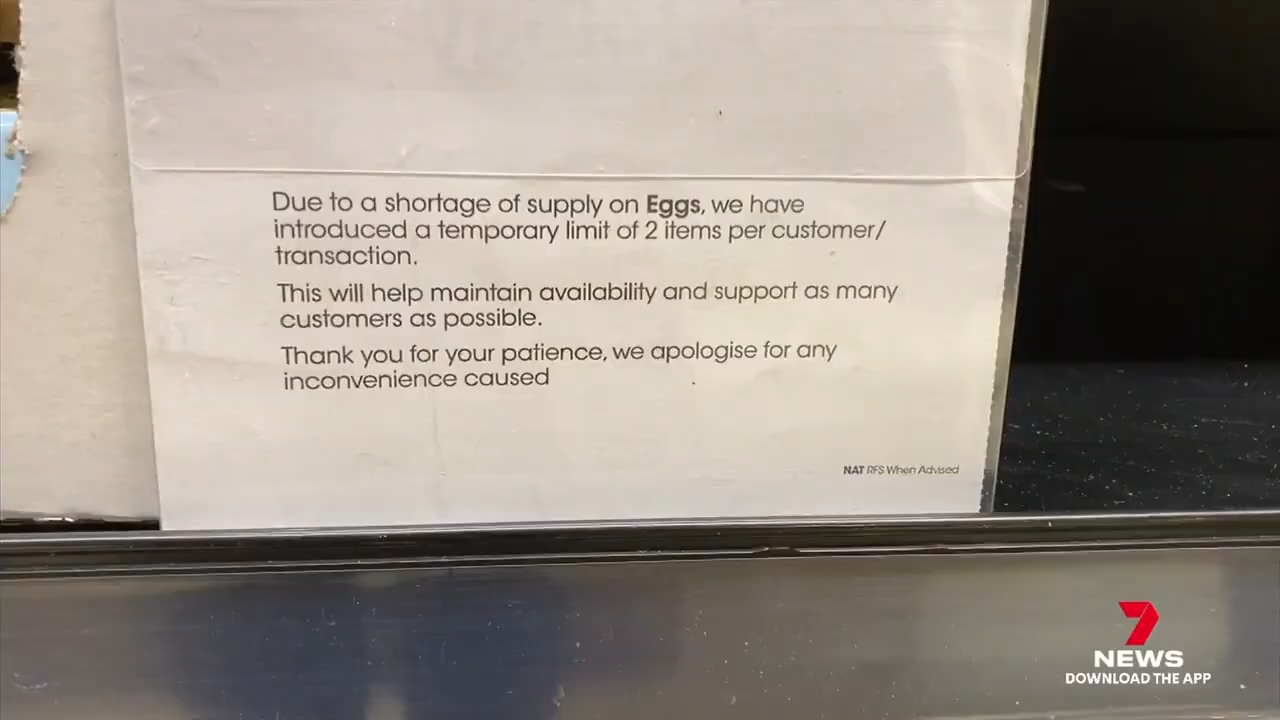 Due to a shortage of supply on Eggs, we have
introduced a temporary limit of 2 items per customer/
transaction.
This will help maintain availability and support as many
customers as possible.
Thank you for your patience, we apologise for any
inconvenience caused
NAT RFS When Advised
7
NEWS
DOWNLOAD THE APP